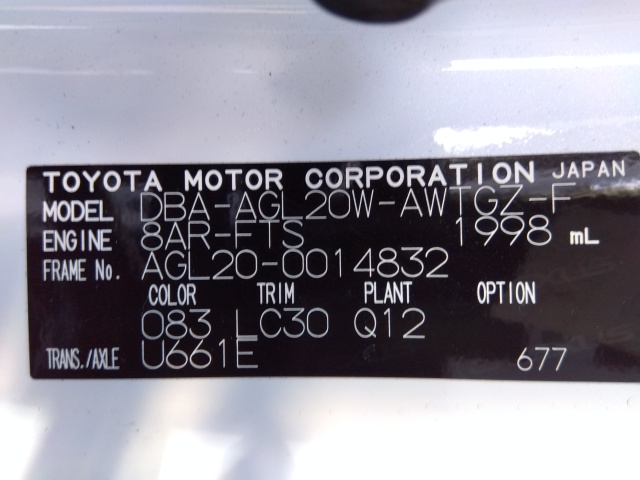 TOYOTA MOTOR CORPORATION JAPAN
MODEL DBA-AGL20W-AWTGZ-F
ENGINE 8AR-FTS 1998 mL
FRAME No. AGL20-0014832
COLOR TRIM PLANT OPTION
083 LC30 Q12
TRANS./AXLE U661E 677